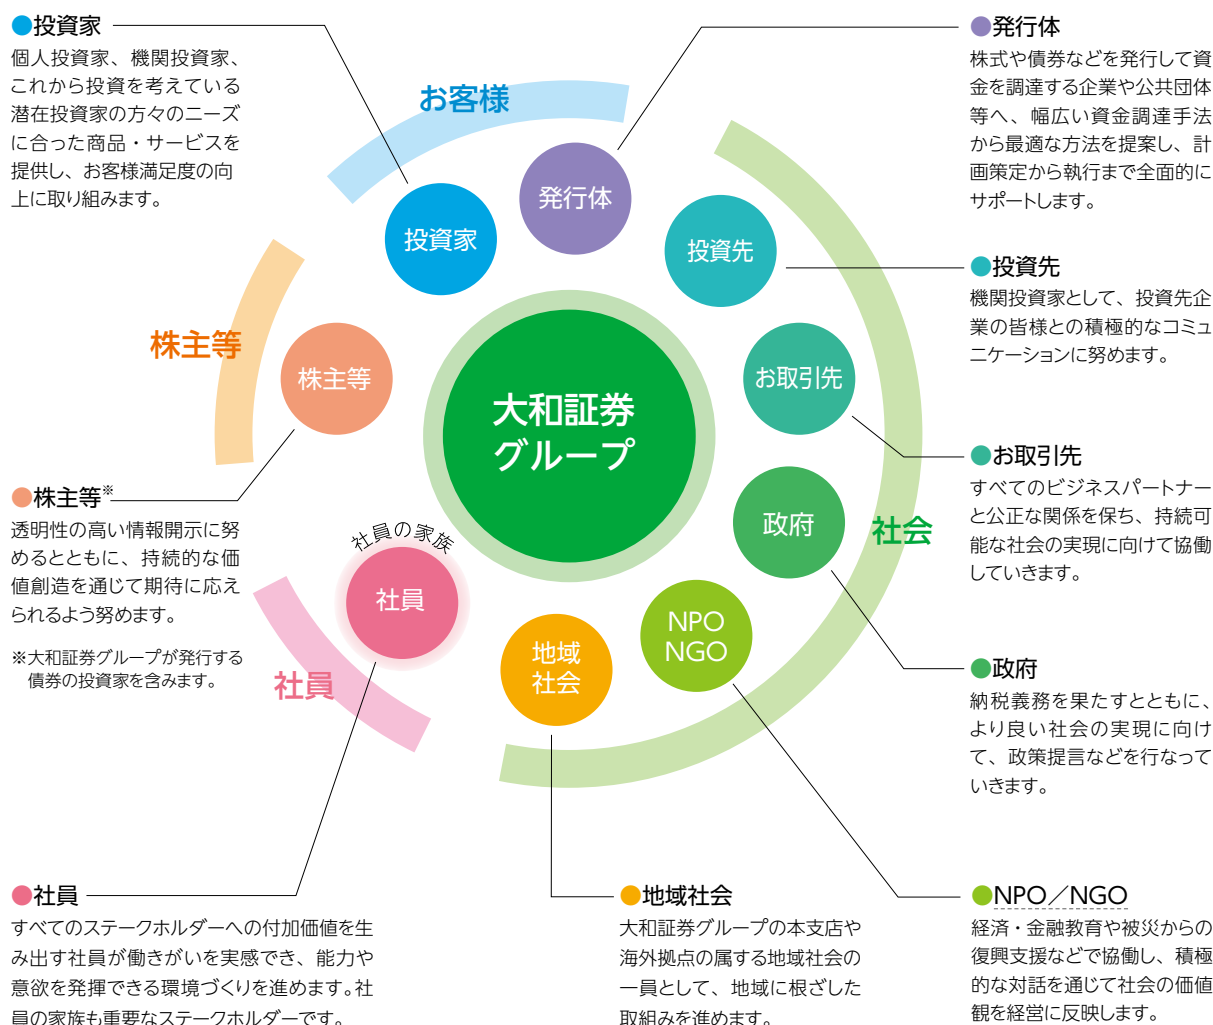 ●投資家
個人投資家、機関投資家、
これから投資を考えている
潜在投資家の方々のニーズ
に合った商品・サービスを
提供し、お客様満足度の向
上に取り組みます。
●発行体
株式や債券などを発行して資
金を調達する企業や公共団体
等へ、幅広い資金調達手法
から最適な方法を提案し、計
画策定から執行まで全面的に
サポートします。
お客様
発行体
投資家
投資先
●投資先
機関投資家として、投資先企
業の皆様との積極的なコミュ
ニケーションに努めます。
株主等
株主等
お取引先
大和証券
グループ
●お取引先
すべてのビジネスパートナー
と公正な関係を保ち、持続可
能な社会の実現に向けて協働
していきます。
●株主等※
透明性の高い情報開示に努
めるとともに、持続的な価
値創造を通じて期待に応え
られるよう努めます。
※大和証券グループが発行する
債券の投資家を含みます。
政府
社会
社員の家族
社員
社員
NPO
NGO
地域
社会
●政府
納税義務を果たすとともに、
より良い社会の実現に向け
て、政策提言などを行なって
いきます。
●社員
すべてのステークホルダーへの付加価値を生
み出す社員が働きがいを実感でき、能力や
意欲を発揮できる環境づくりを進めます。社
員の家族も重要なステークホルダーです。
●地域社会
大和証券グループの本支店や
海外拠点の属する地域社会の
一員として、地域に根ざした
取組みを進めます。
●NPO／NGO
経済・金融教育や被災からの
復興支援などで協働し、積極
的な対話を通じて社会の価値
観を経営に反映します。